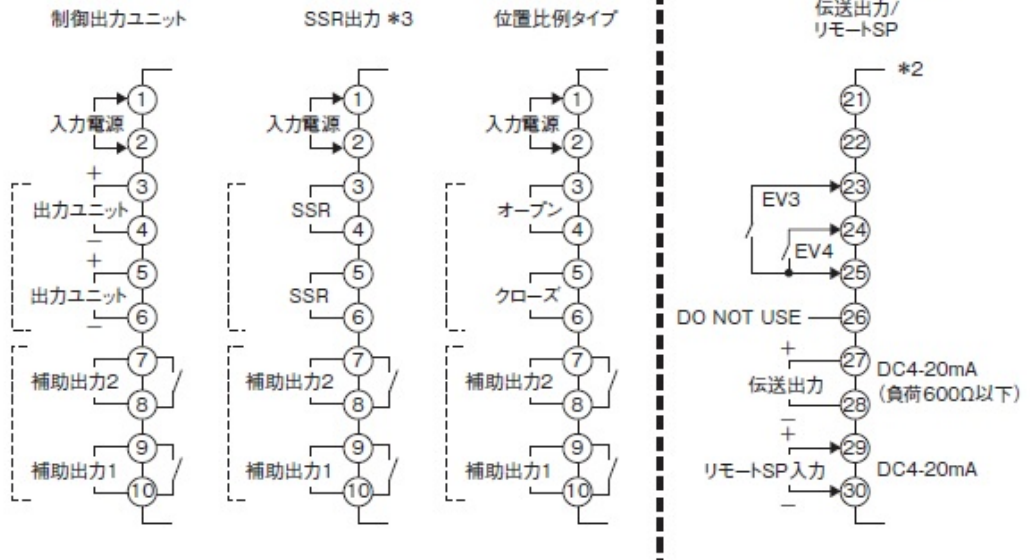 制御出力ユニット
入力電源
1
2
+
3
出力ユニット
4
−
+
5
出力ユニット
6
−
7
補助出力2
8
9
補助出力1
10
SSR出力 *3
入力電源
1
2
3
SSR
4
5
SSR
6
7
補助出力2
8
9
補助出力1
10
位置比例タイプ
入力電源
1
2
3
オープン
4
5
クローズ
6
7
補助出力2
8
9
補助出力1
10
伝送出力/
リモートSP
*2
21
22
23
EV3
24
EV4
25
DO NOT USE 26
+
27
伝送出力
DC4-20mA
(負荷600Ω以下)
28
−
+
29
リモートSP入力
DC4-20mA
30
−